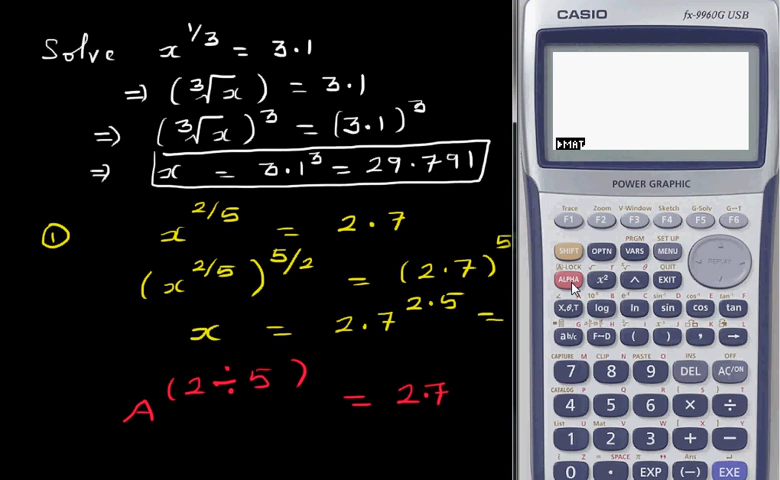 Solve x^1/3 = 3.1
⇒ (∛x) = 3.1
⇒ (∛x)^3 = (3.1)^3
⇒ x = 3.1^3 = 29.791
① x^2/5 = 2.7
(x^2/5)^5/2 = (2.7)^5
x = 2.7^2.5 =
A^(2÷5) = 2.7
CASIO fx-9960G USB
▶MAT
POWER GRAPHIC
Trace Zoom V-Window Sketch G-Solv G↔T
F1 F2 F3 F4 F5 F6
PRGM SET UP
SHIFT OPTN VARS MENU
A-LOCK QUIT
ALPHA x² ^ EXIT
REPLAY
X,θ,T log ln sin cos tan
a b/c F↔D ( ) , →
CAPTURE CLIP PASTE INS OFF
7 8 9 DEL AC/ON
CATALOG
4 5 6 × ÷
List Mat
1 2 3 + −
SPACE Ans
0 . EXP (−) EXE